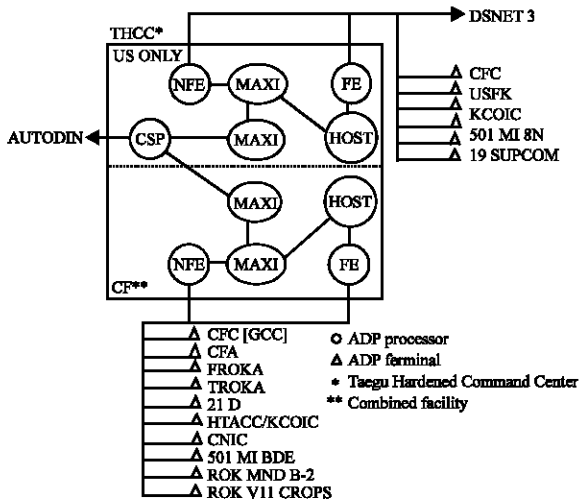 DSNET 3
THCC*
US ONLY
NFE
MAXI
FE
CFC
USFK
KCOIC
501 MI 8N
19 SUPCOM
AUTODIN
CSP
MAXI
HOST
MAXI
HOST
NFE
MAXI
FE
CF**
CFC [GCC]
CFA
FROKA
TROKA
21 D
HTACC/KCOIC
CNIC
501 MI BDE
ROK MND B-2
ROK V11 CROPS
ADP processor
ADP ferminal
* Taegu Hardened Command Center
** Combined facility